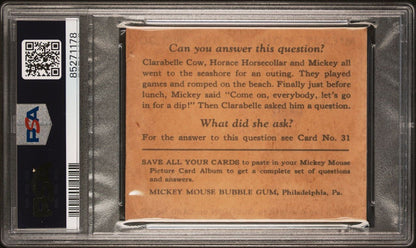 Can you answer this question?
Clarabelle Cow, Horace Horsecollar and Mickey all
went to the seashore for an outing. They played
games and romped on the beach. Finally just before
lunch, Mickey said "Come on, everybody, let's go
in for a dip!" Then Clarabelle asked him a question.
What did she ask?
For the answer to this question see Card No. 31
SAVE ALL YOUR CARDS to paste in your Mickey Mouse
Picture Card Album to get a complete set of questions
and answers.
MICKEY MOUSE BUBBLE GUM, Philadelphia, Pa.
PSA
85271178